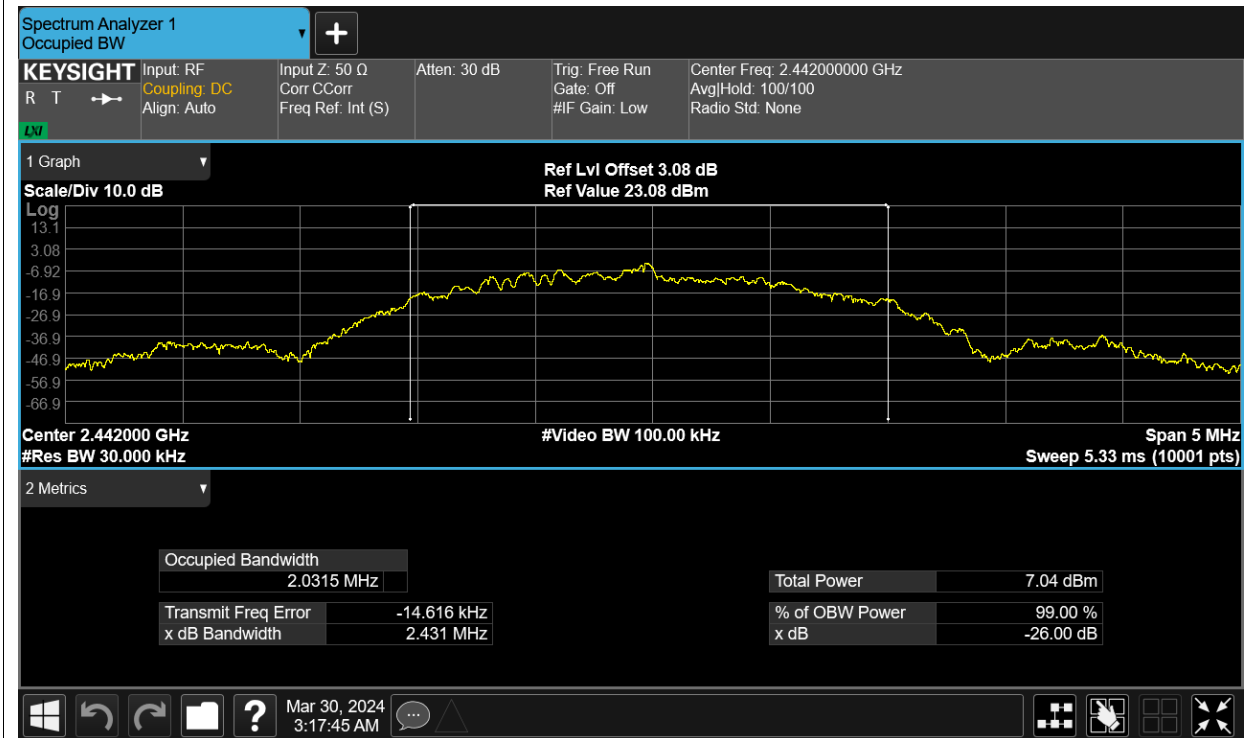 Spectrum Analyzer 1
Occupied BW
KEYSIGHT Input: RF Input Z: 50 Ω Atten: 30 dB Trig: Free Run Center Freq: 2.442000000 GHz
R T Coupling: DC Corr CCorr Gate: Off Avg|Hold: 100/100
Align: Auto Freq Ref: Int (S) #IF Gain: Low Radio Std: None
LXI
1 Graph Ref Lvl Offset 3.08 dB
Scale/Div 10.0 dB Ref Value 23.08 dBm
Log
13.1
3.08
-6.92
-16.9
-26.9
-36.9
-46.9
-56.9
-66.9
Center 2.442000 GHz #Video BW 100.00 kHz Span 5 MHz
#Res BW 30.000 kHz Sweep 5.33 ms (10001 pts)
2 Metrics
Occupied Bandwidth
2.0315 MHz Total Power 7.04 dBm
Transmit Freq Error -14.616 kHz % of OBW Power 99.00 %
x dB Bandwidth 2.431 MHz x dB -26.00 dB
? Mar 30, 2024
3:17:45 AM